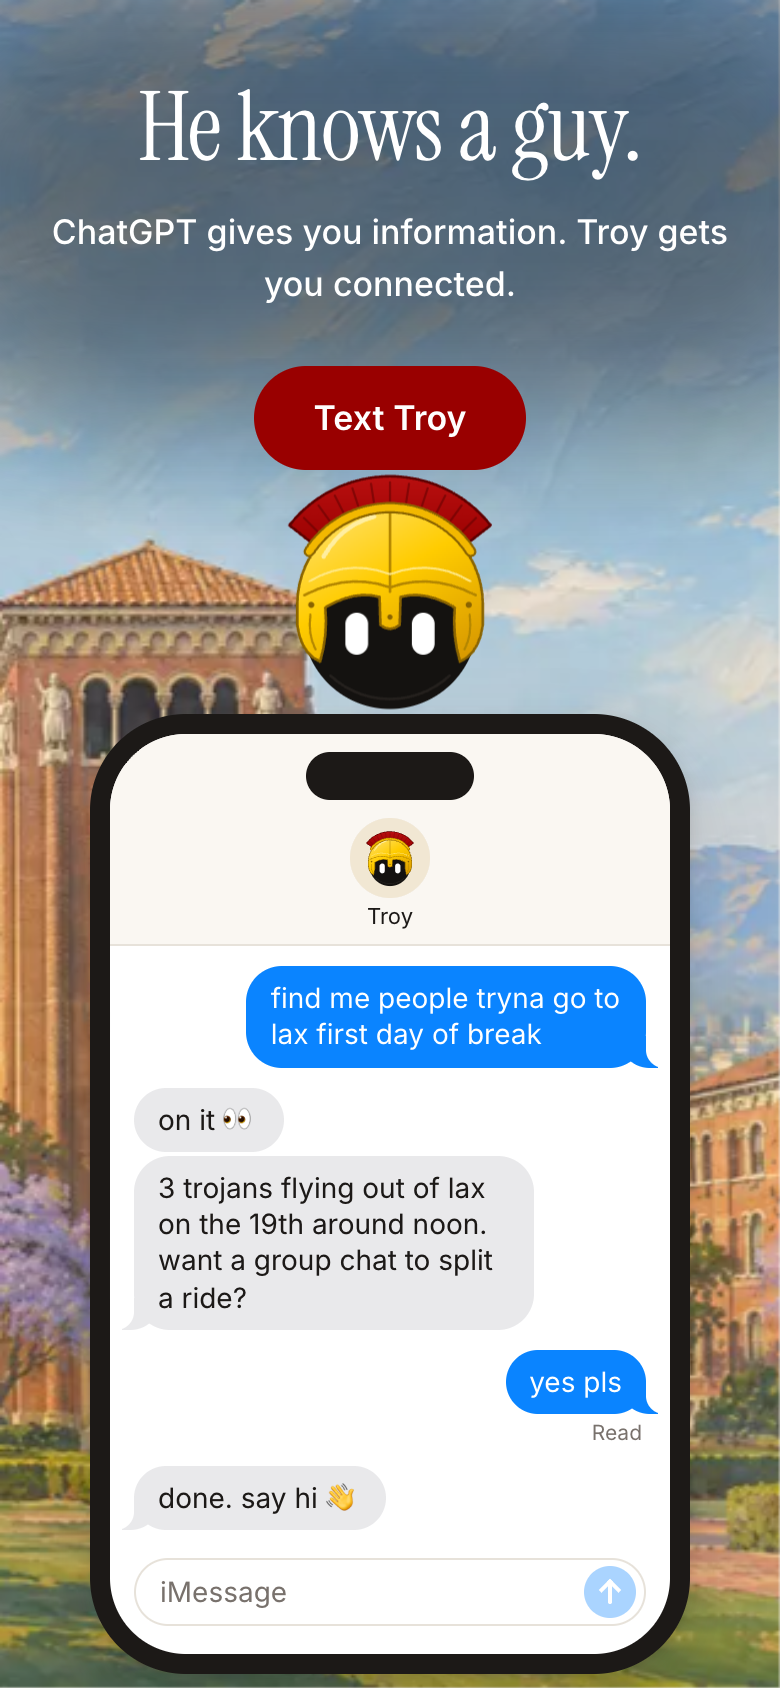 He knows a guy.
ChatGPT gives you information. Troy gets
you connected.
Text Troy
Troy
find me people tryna go to
lax first day of break
on it 👀
3 trojans flying out of lax
on the 19th around noon.
want a group chat to split
a ride?
yes pls
Read
done. say hi 👋
iMessage